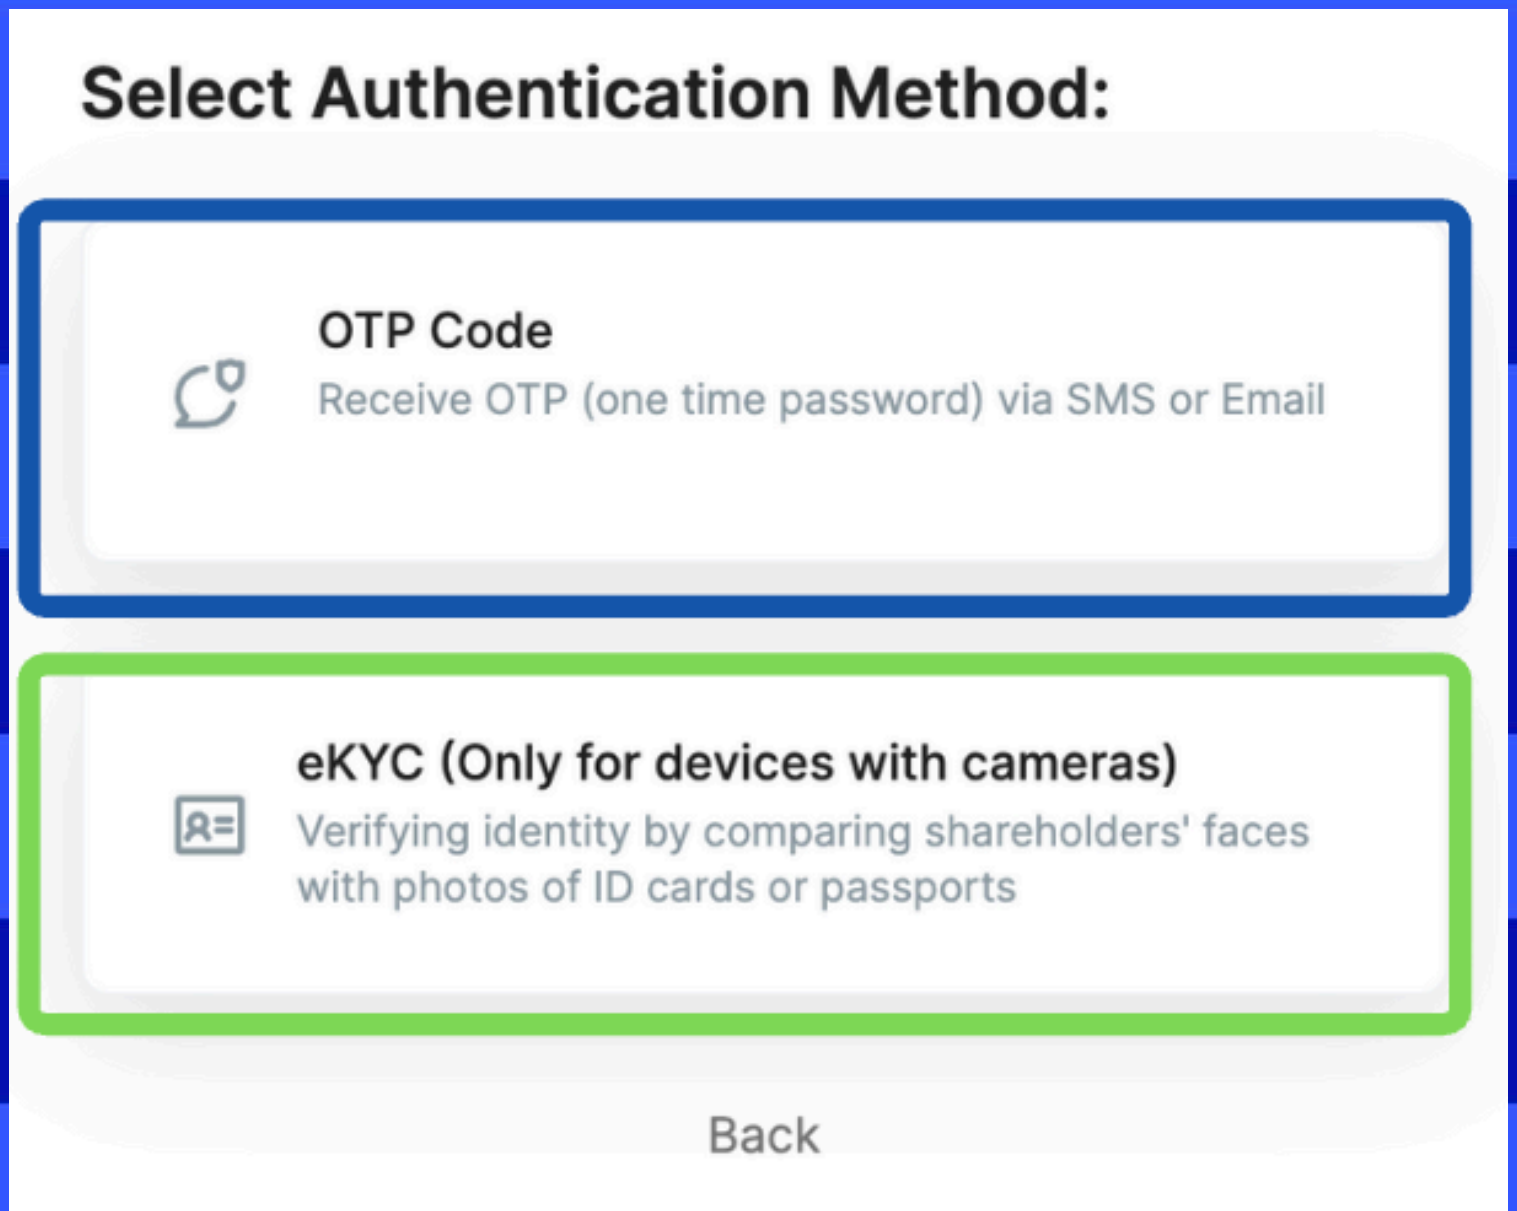 Select Authentication Method:
OTP Code
Receive OTP (one time password) via SMS or Email
eKYC (Only for devices with cameras)
Verifying identity by comparing shareholders' faces
with photos of ID cards or passports
Back